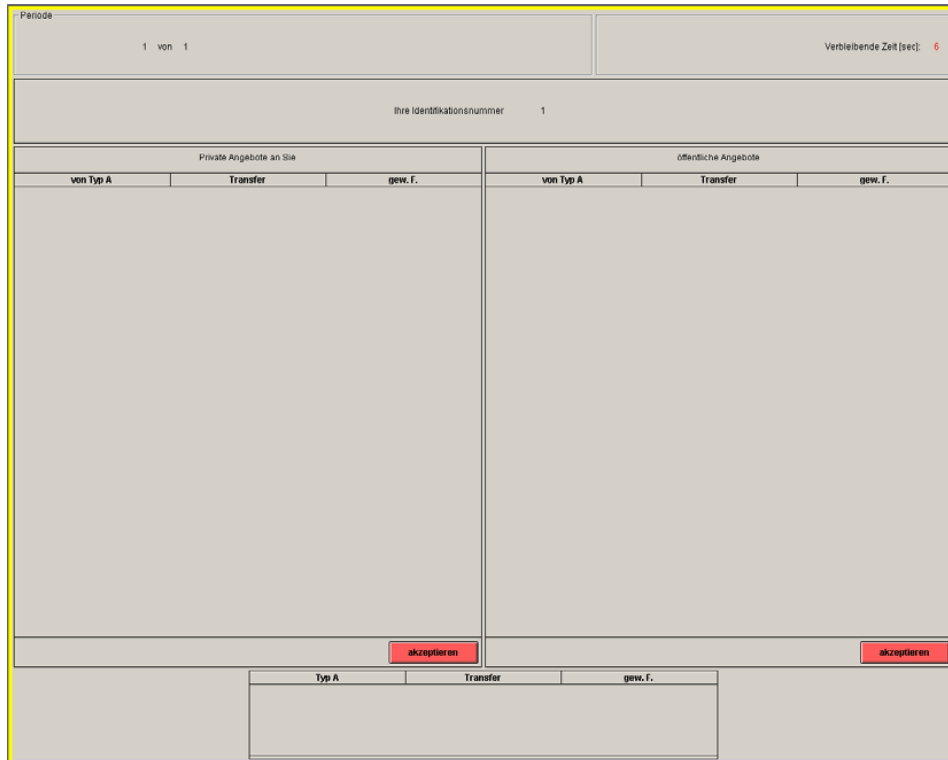 Periode
1 von 1
Verbleibende Zeit [sec]: 6
Ihre Identifikationsnummer 1
Private Angebote an Sie
öffentliche Angebote
von Typ A Transfer gew. F.
von Typ A Transfer gew. F.
akzeptieren
akzeptieren
Typ A Transfer gew. F.